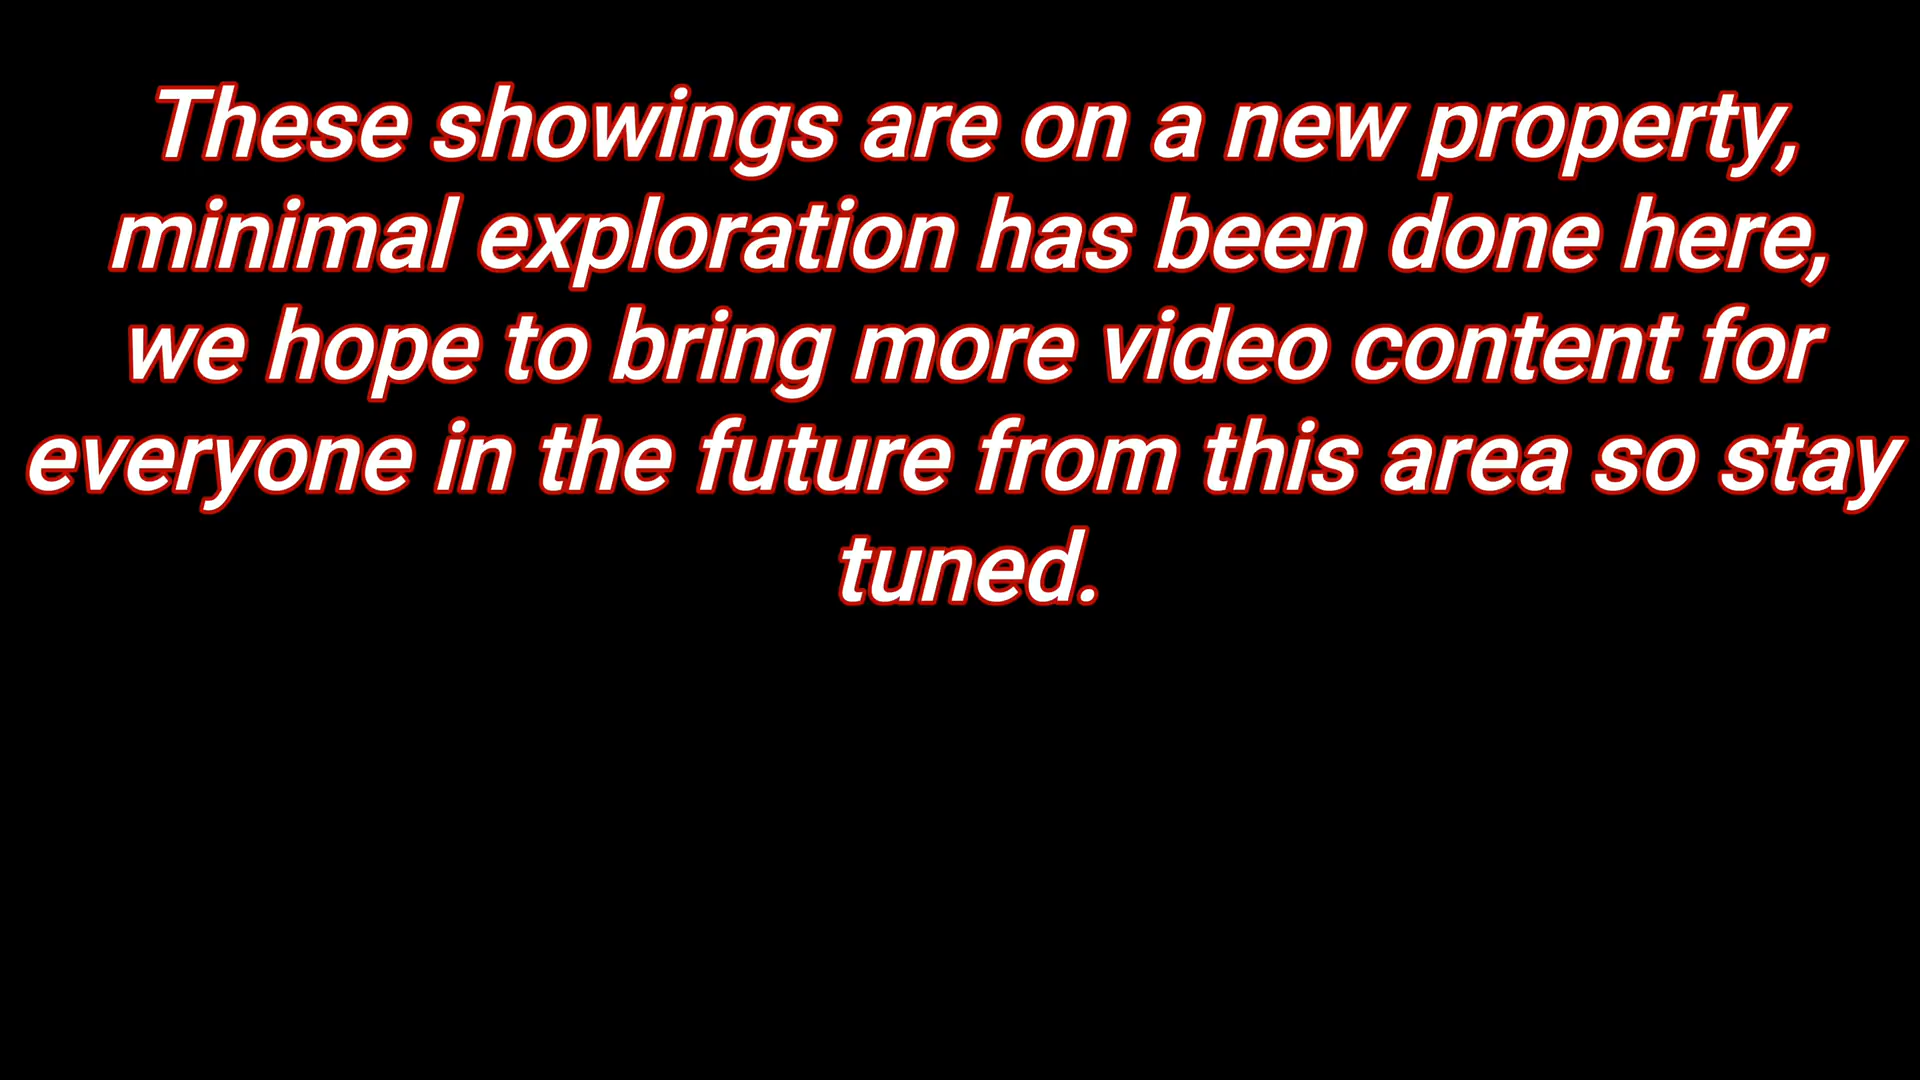 These showings are on a new property,
minimal exploration has been done here,
we hope to bring more video content for
everyone in the future from this area so stay
tuned.